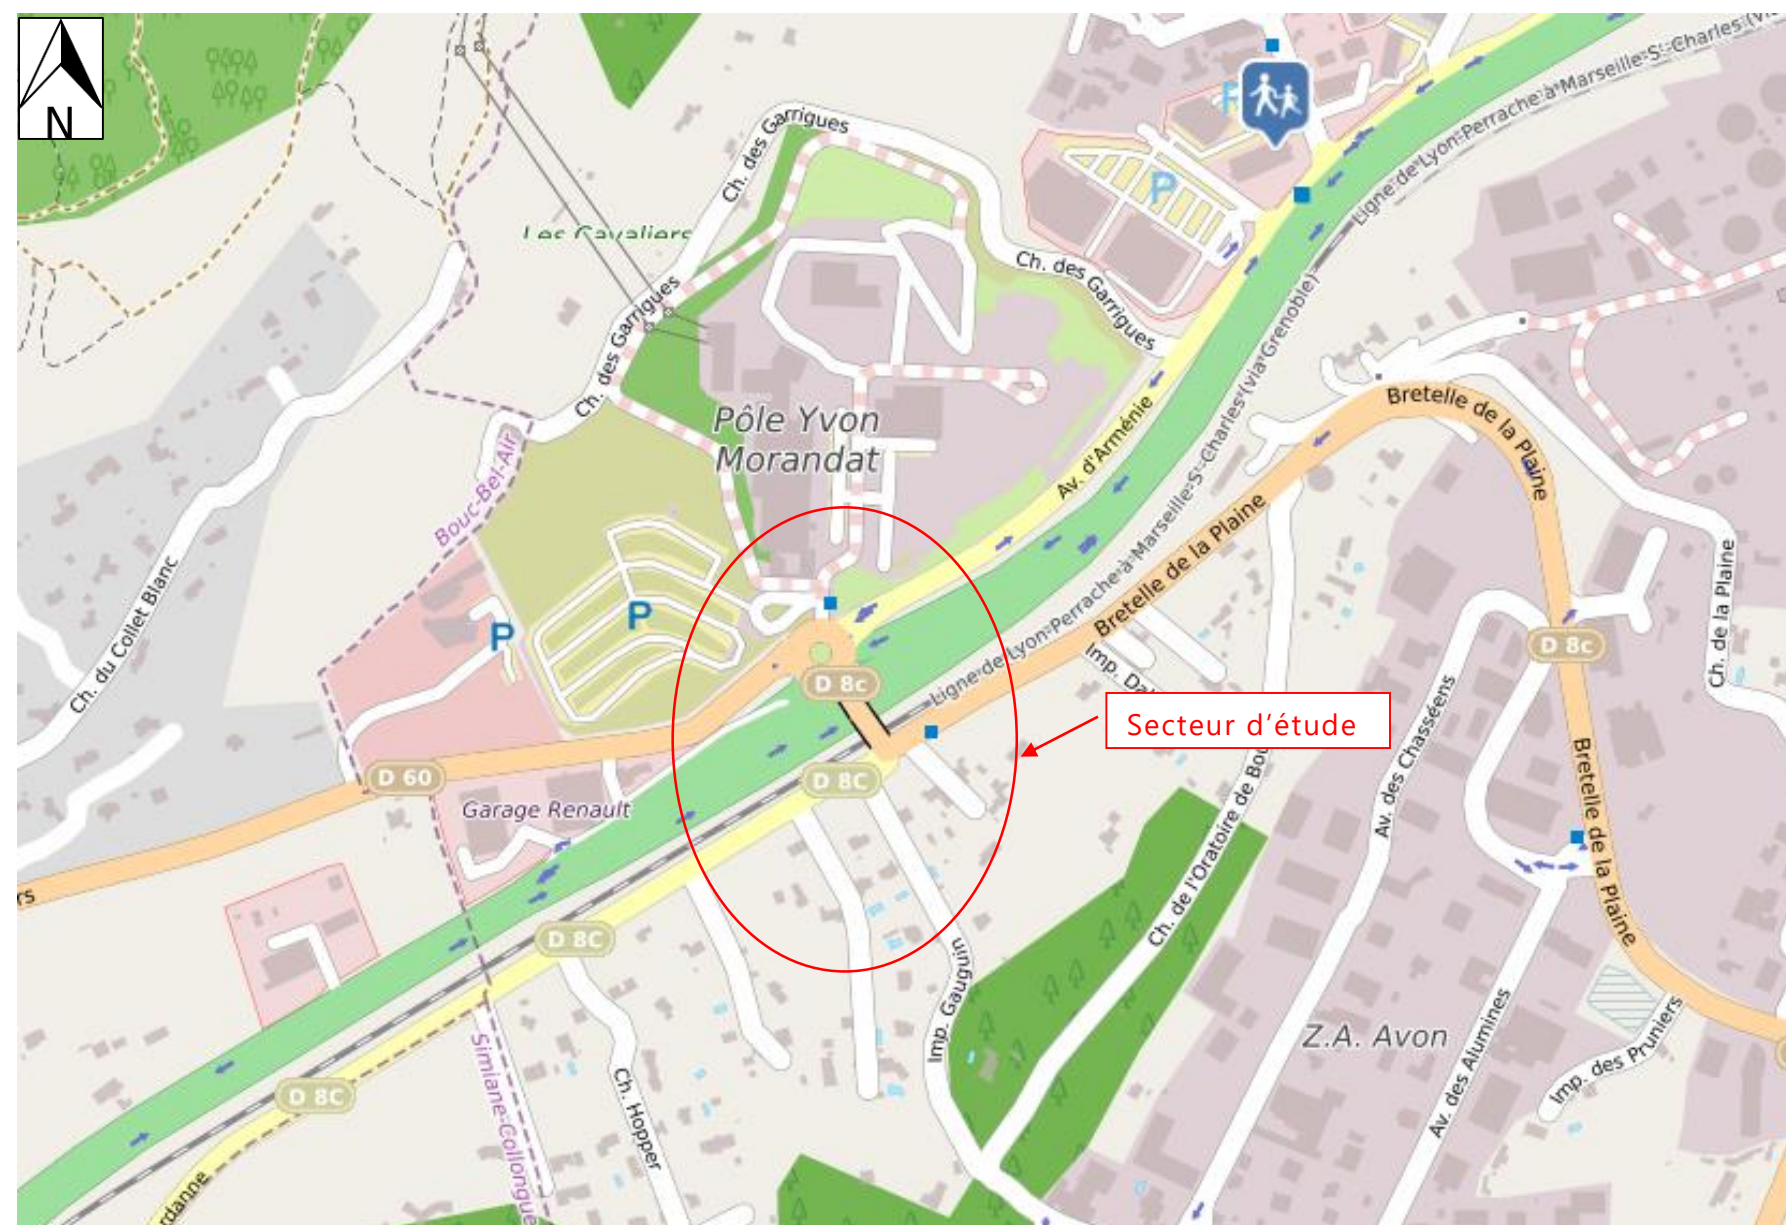 N
Ligne de Lyon-Perrache à Marseille-St-Charles (via
Ch. des Garrigues
Les Cavaliers
P
P
Ch. des Garrigues
Ch. des Garrigues
Ligne de Lyon-Perrache à Marseille-St-Charles (via Grenoble)
Bretelle de la Plaine
Pôle Yvon
Morandat
Av. d'Arménie
Bouc-Bel-Air
Bretelle de la Plaine
Ch. du Collet Blanc
Ch. de la Plaine
P
P
Imp. Da
D 8c
D 8c
Secteur d'étude
Av. des Chasséens
Bretelle de la Plaine
D 60
D 8C
Garage Renault
Ch. de l'Oratoire de Bou
rs
D 8C
Imp. Gauguin
Z.A. Avon
Av. des Alumines
Imp. des Pruniers
Simiane-Collongue
D 8C
Ch. Hopper
rdanne